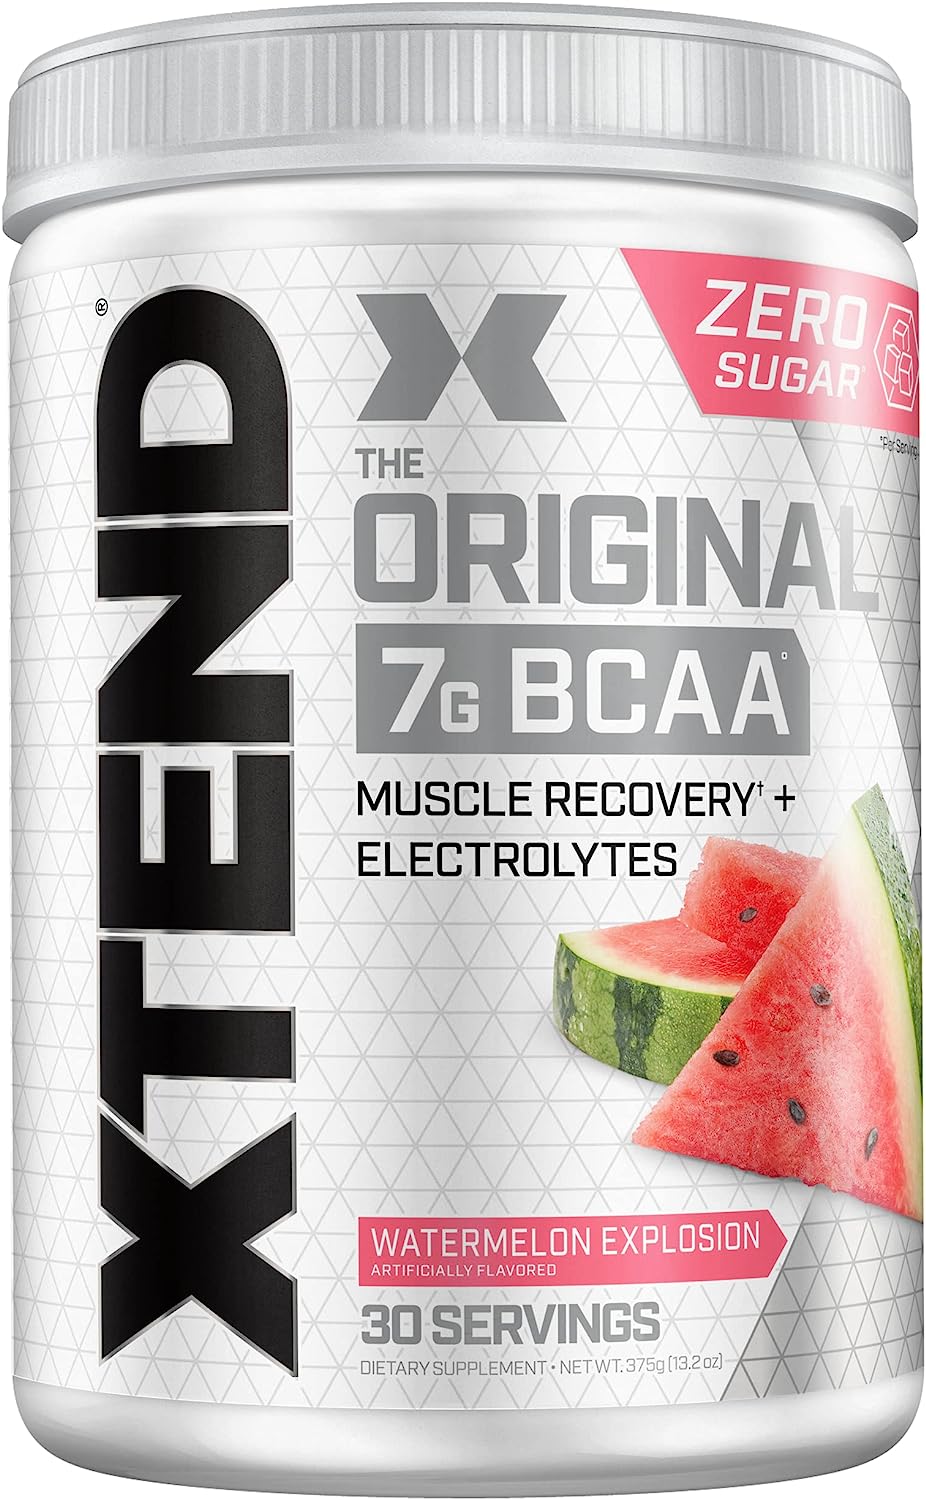 XTEND®
X
ZERO
SUGAR°
THE
ORIGINAL
7G BCAA°
MUSCLE RECOVERY† +
ELECTROLYTES
WATERMELON EXPLOSION
ARTIFICIALLY FLAVORED
30 SERVINGS
DIETARY SUPPLEMENT • NET WT. 375g (13.2 oz)